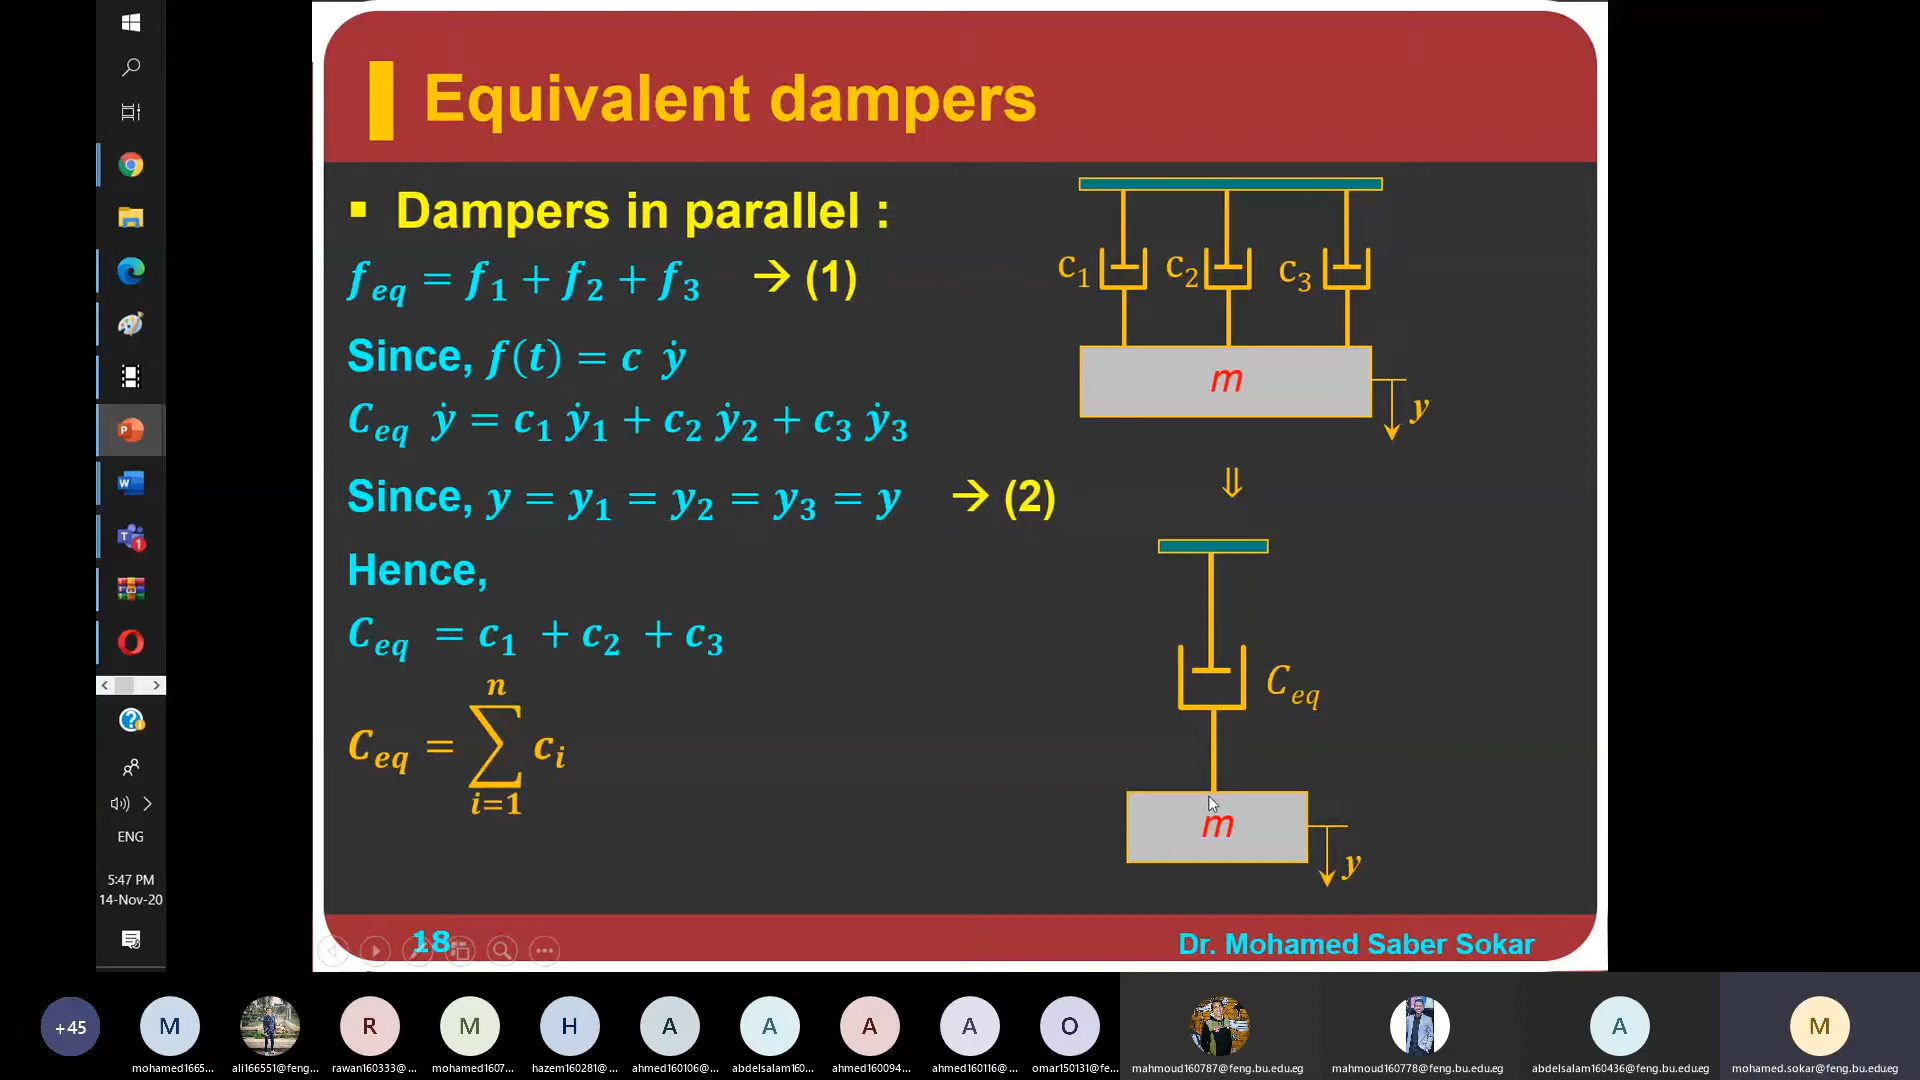 Equivalent dampers
▪ Dampers in parallel :
f_eq = f_1 + f_2 + f_3 → (1)
Since, f(t) = c ẏ
C_eq ẏ = c_1 ẏ_1 + c_2 ẏ_2 + c_3 ẏ_3
Since, y = y_1 = y_2 = y_3 = y → (2)
Hence,
C_eq = c_1 + c_2 + c_3
C_eq = ∑_{i=1}^{n} c_i
c_1 c_2 c_3
m
y
⇓
C_eq
m
y
18
Dr. Mohamed Saber Sokar
ENG
5:47 PM
14-Nov-20
+45
M
R
M
H
A
A
A
A
O
A
M
mohamed1665...
ali166551@feng...
rawan160333@...
mohamed1607...
hazem160281@...
ahmed160106@...
abdelsalam160...
ahmed160094...
ahmed160116@...
omar150131@fe...
mahmoud160787@feng.bu.edu.eg
mahmoud160778@feng.bu.edu.eg
abdelsalam160436@feng.bu.edu.eg
mohamed.sokar@feng.bu.edu.eg